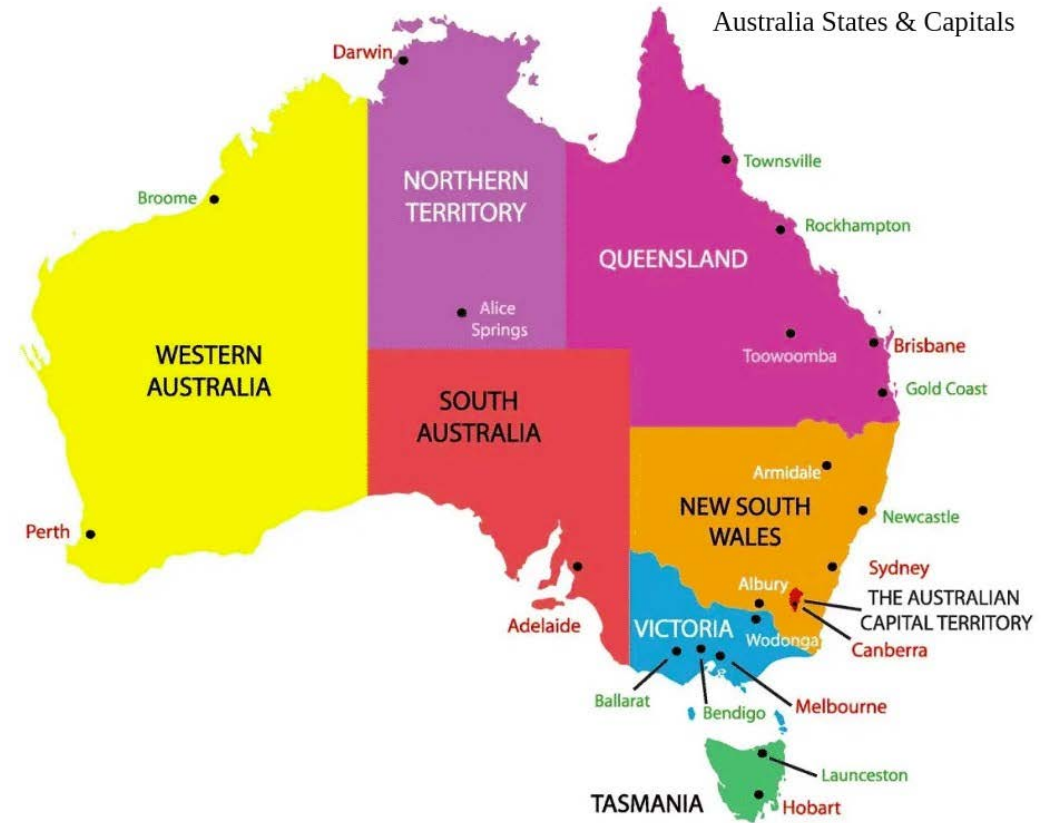 Australia States & Capitals
Darwin
Townsville
NORTHERN
TERRITORY
Broome
Rockhampton
QUEENSLAND
Alice
Springs
Brisbane
WESTERN
AUSTRALIA
Toowoomba
Gold Coast
SOUTH
AUSTRALIA
Armidale
NEW SOUTH
WALES
Newcastle
Perth
Sydney
Albury
THE AUSTRALIAN
CAPITAL TERRITORY
Adelaide
VICTORIA
Wodonga
Canberra
Ballarat
Bendigo
Melbourne
Launceston
TASMANIA
Hobart